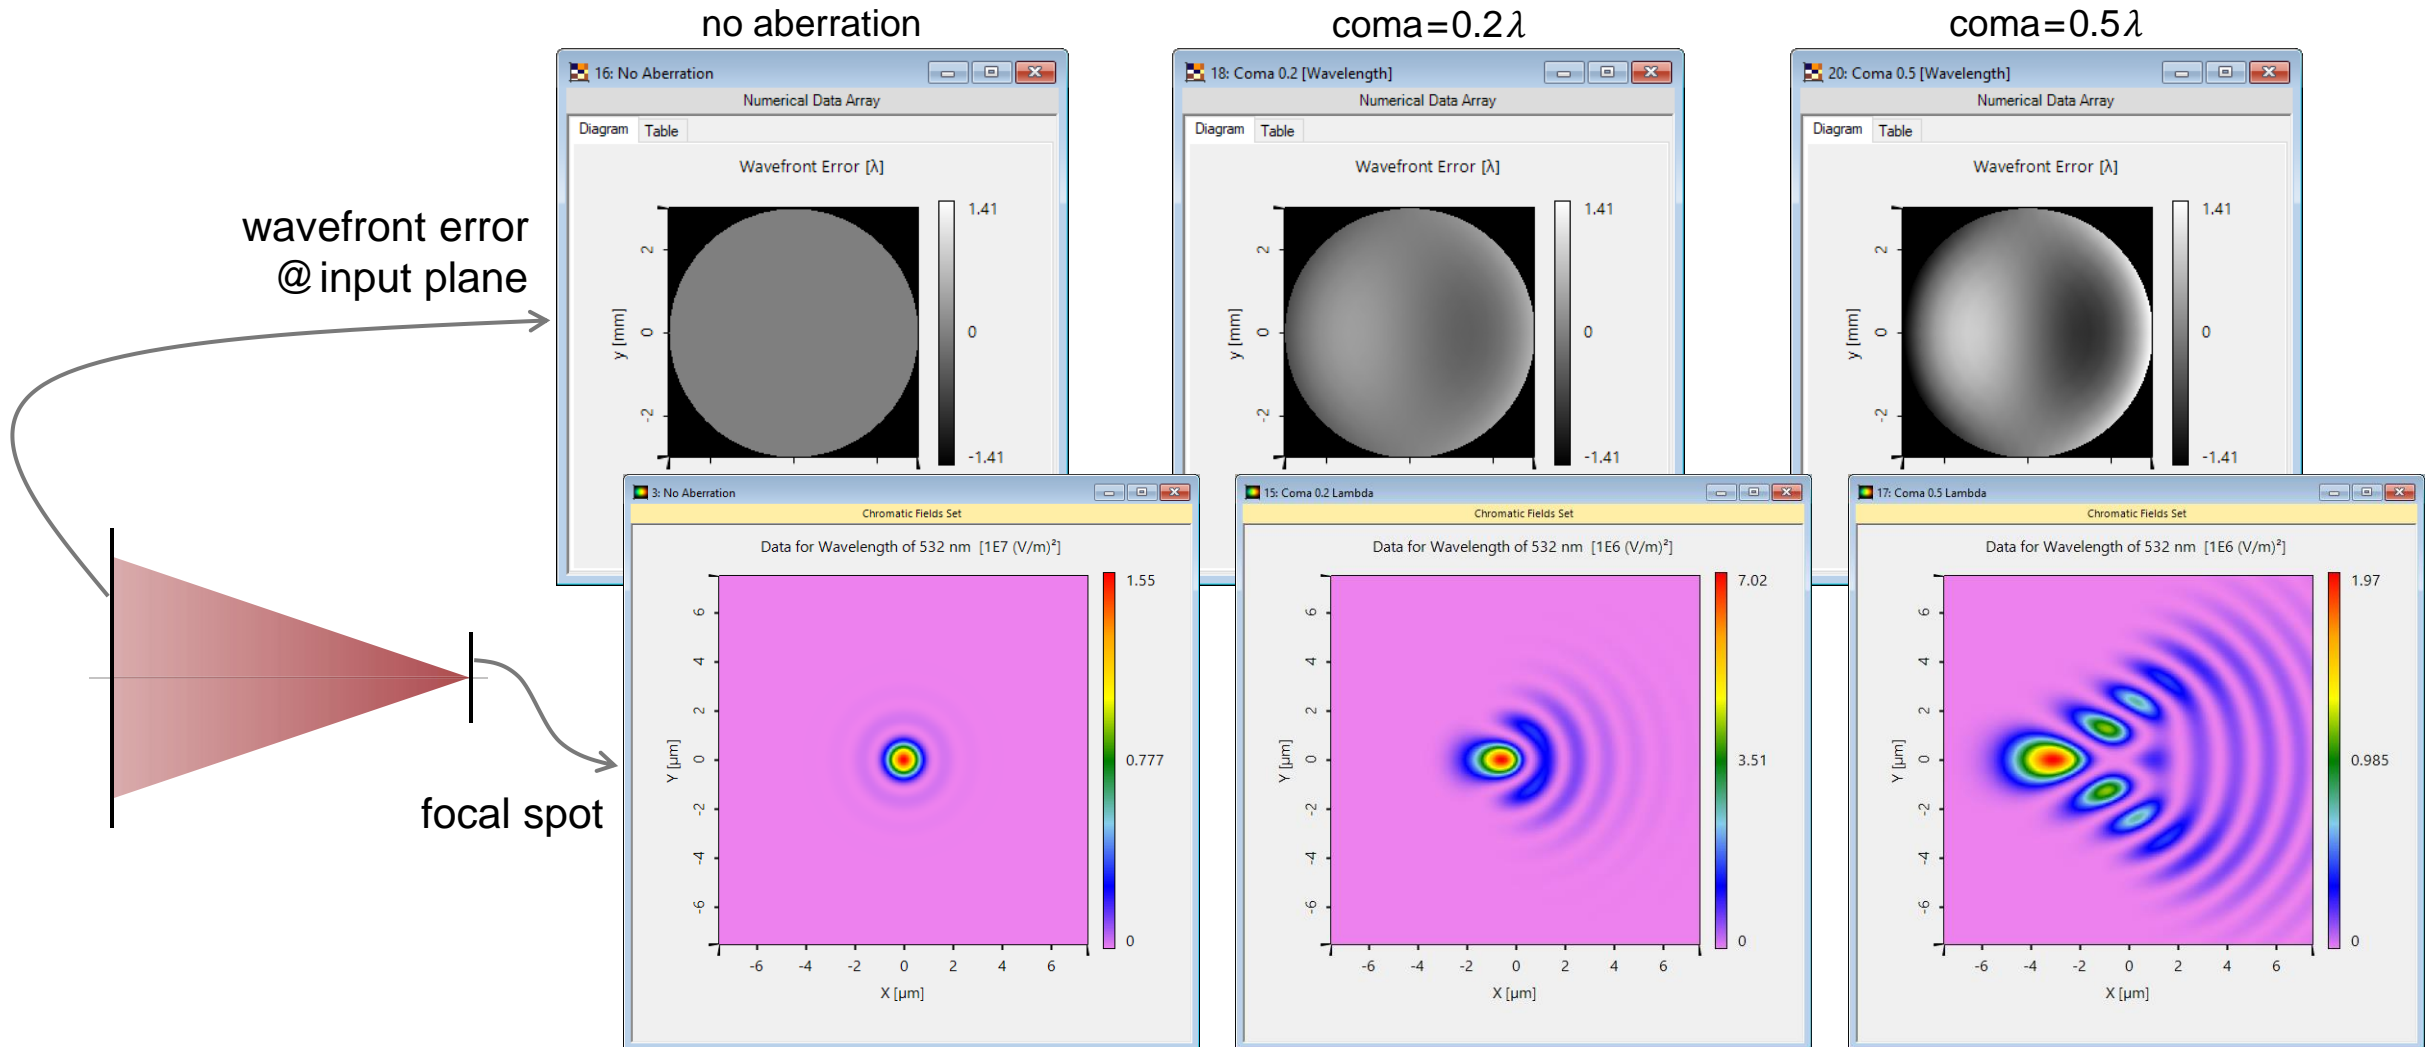 no aberration
coma=0.2λ
coma=0.5λ
16: No Aberration
Numerical Data Array
Diagram Table
Wavefront Error [λ]
1.41
0
-1.41
y [mm]
2
0
-2
18: Coma 0.2 [Wavelength]
Numerical Data Array
Diagram Table
Wavefront Error [λ]
1.41
0
-1.41
y [mm]
2
0
-2
20: Coma 0.5 [Wavelength]
Numerical Data Array
Diagram Table
Wavefront Error [λ]
1.41
0
-1.41
y [mm]
2
0
-2
wavefront error
@ input plane
focal spot
3: No Aberration
Chromatic Fields Set
Data for Wavelength of 532 nm [1E7 (V/m)²]
1.55
0.777
0
Y [µm]
6
4
2
0
-2
-4
-6
-6 -4 -2 0 2 4 6
X [µm]
15: Coma 0.2 Lambda
Chromatic Fields Set
Data for Wavelength of 532 nm [1E6 (V/m)²]
7.02
3.51
0
Y [µm]
6
4
2
0
-2
-4
-6
-6 -4 -2 0 2 4 6
X [µm]
17: Coma 0.5 Lambda
Chromatic Fields Set
Data for Wavelength of 532 nm [1E6 (V/m)²]
1.97
0.985
0
Y [µm]
6
4
2
0
-2
-4
-6
-6 -4 -2 0 2 4 6
X [µm]